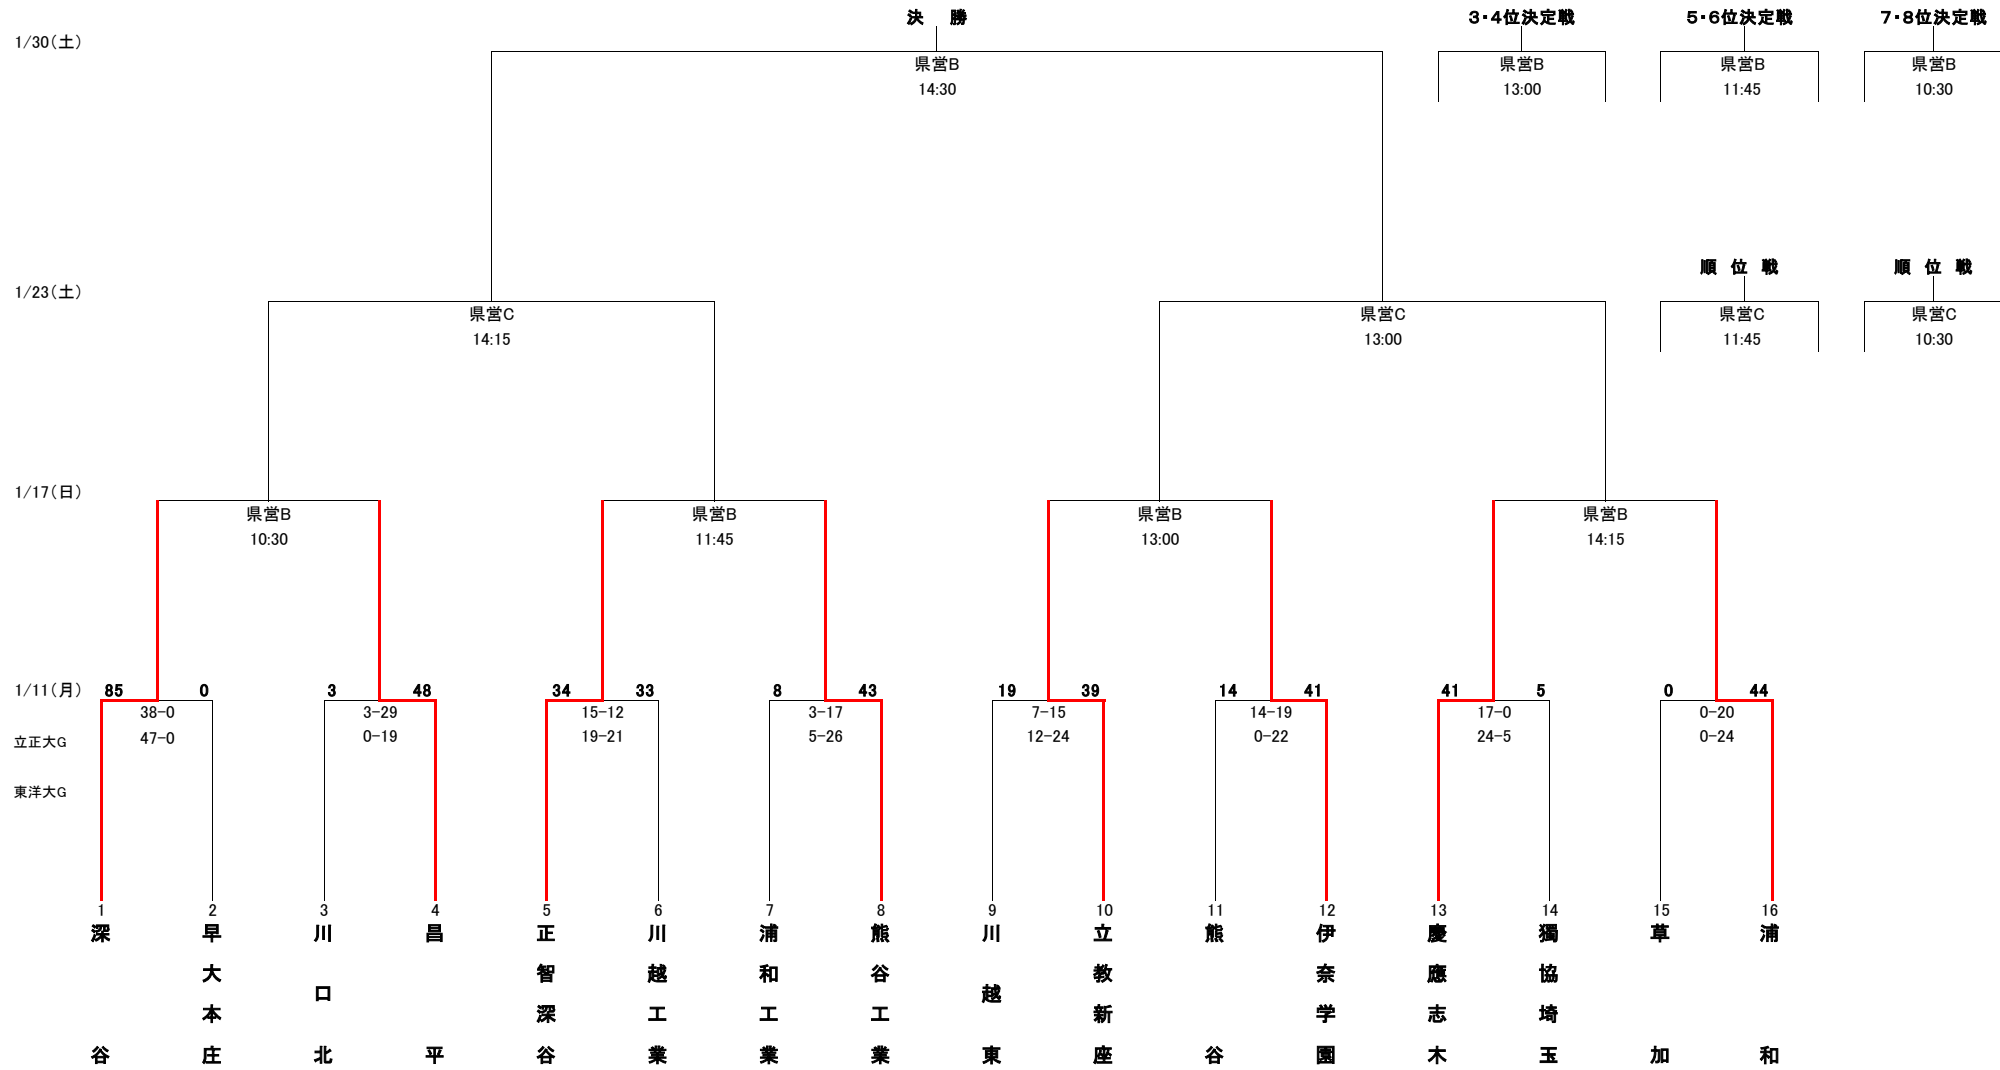 決　勝
3・4位決定戦
5・6位決定戦
7・8位決定戦
1/30(土)
県営B
14:30
県営B
13:00
県営B
11:45
県営B
10:30
順 位 戦
順 位 戦
1/23(土)
県営C
14:15
県営C
13:00
県営C
11:45
県営C
10:30
1/17(日)
県営B
10:30
県営B
11:45
県営B
13:00
県営B
14:15
1/11(月)
85 0 3 48 34 33 8 43 19 39 14 41 41 5 0 44
38-0 3-29 15-12 3-17 7-15 14-19 17-0 0-20
立正大G
47-0 0-19 19-21 5-26 12-24 0-22 24-5 0-24
東洋大G
1 2 3 4 5 6 7 8 9 10 11 12 13 14 15 16
深谷
早大本庄
川口北
昌平
正智深谷
川越工業
浦和工業
熊谷工業
川越東
立教新座
熊谷
伊奈学園
慶應志木
獨協埼玉
草加
浦和